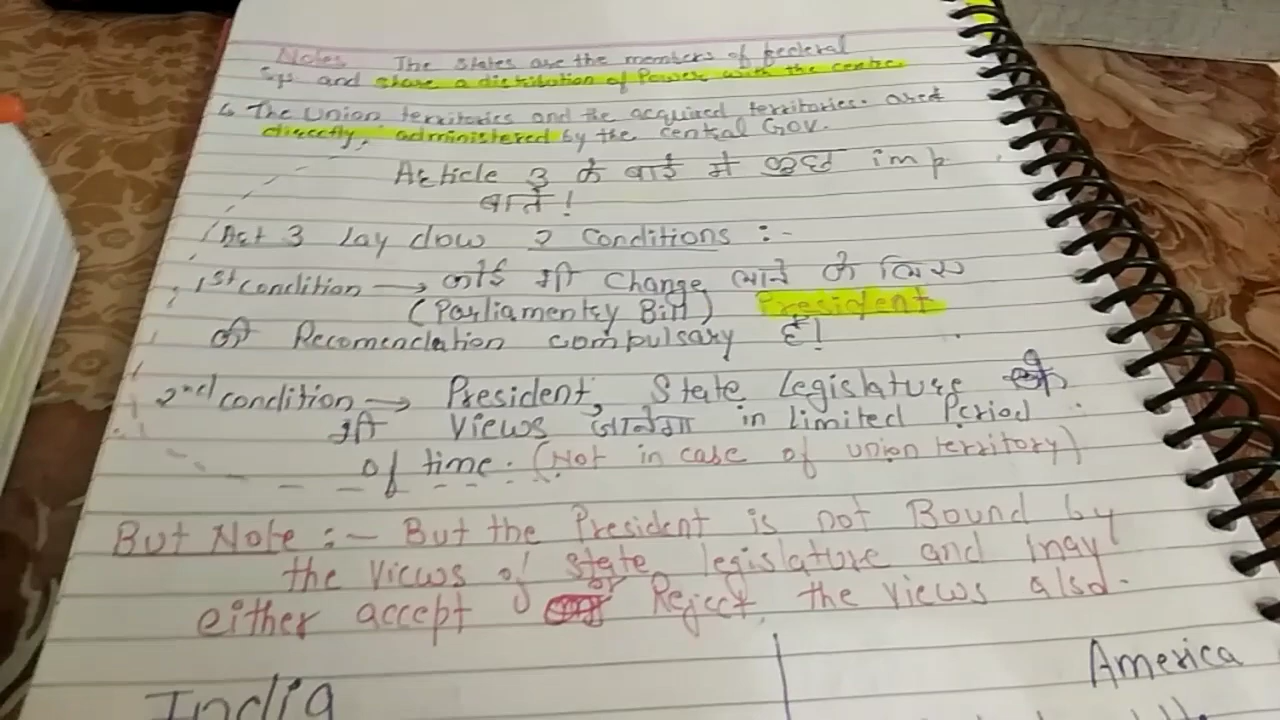 Notes The states are the members of federal
sys and share a distribution of Power with the centre.
↳ The Union territories and the acquired territories. are
directly, administered by the central Gov.
Article 3 के बारे में कुछ imp
बाते!
Act 3 Lay dow 2 Conditions :-
1st condition → कोई भी Change लाने के लिए
(Parliamentry Bill) President
की Recomendation compulsary है!
2nd condition → President, State Legislature की
भी views जानेगा in limited Period
of time. (Not in case of union territory)
But Note :- But the President is not Bound by
the views of state legislature and may
either accept or Reject, the views also.
India America